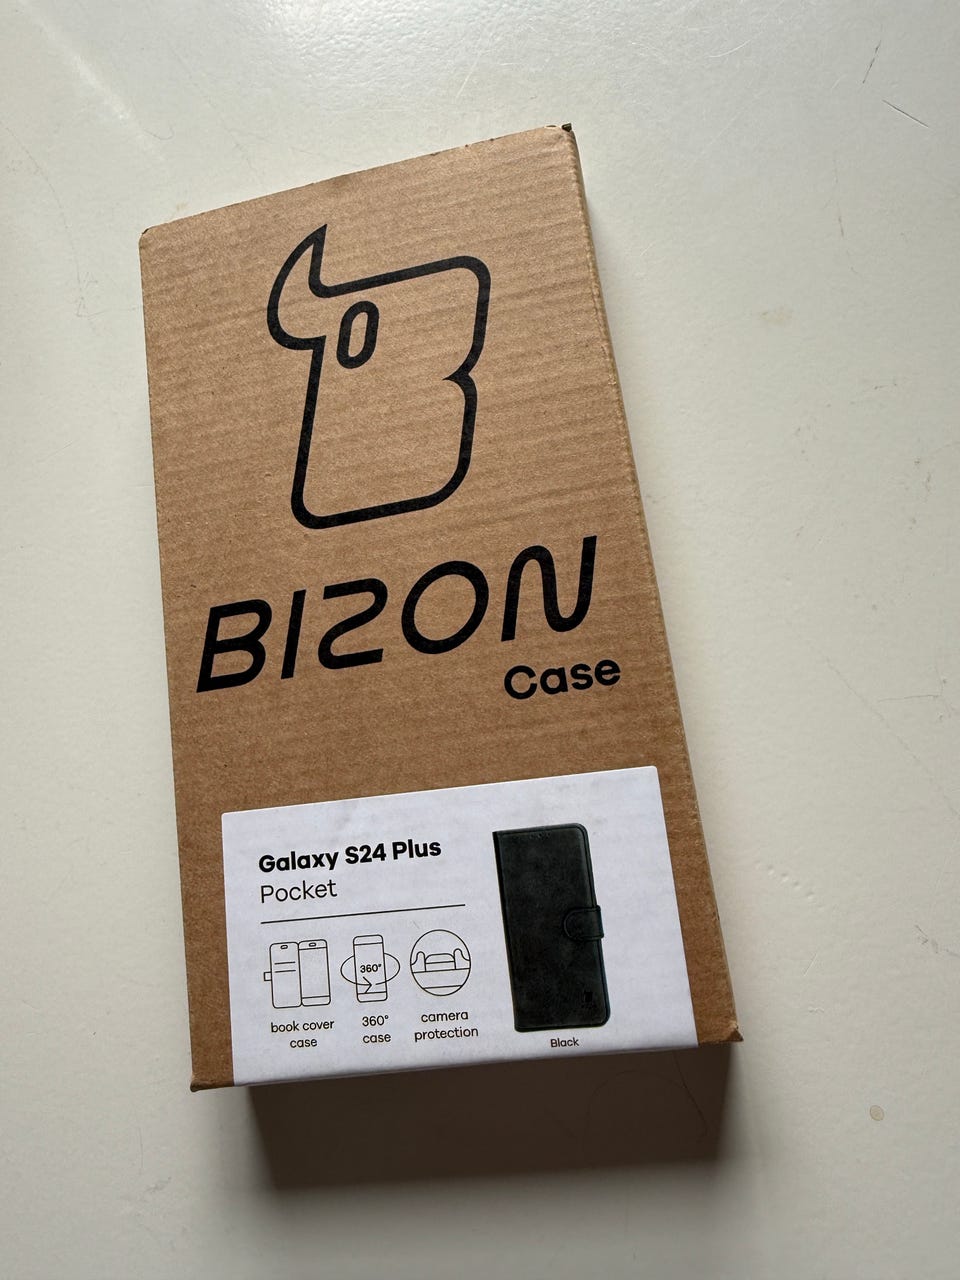 BIZON
Case
Galaxy S24 Plus
Pocket
360°
book cover
case
360°
case
camera
protection
Black